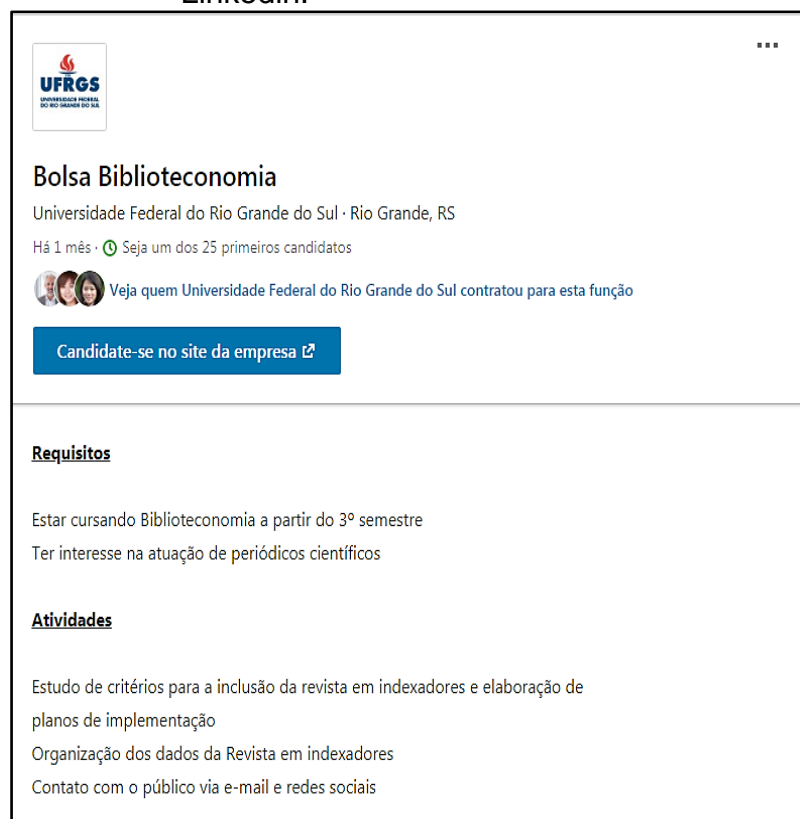 Linkedin.
...
UFRGS
UNIVERSIDADE FEDERAL
DO RIO GRANDE DO SUL
Bolsa Biblioteconomia
Universidade Federal do Rio Grande do Sul · Rio Grande, RS
Há 1 mês · Seja um dos 25 primeiros candidatos
Veja quem Universidade Federal do Rio Grande do Sul contratou para esta função
Candidate-se no site da empresa
Requisitos
Estar cursando Biblioteconomia a partir do 3º semestre
Ter interesse na atuação de periódicos científicos
Atividades
Estudo de critérios para a inclusão da revista em indexadores e elaboração de
planos de implementação
Organização dos dados da Revista em indexadores
Contato com o público via e-mail e redes sociais